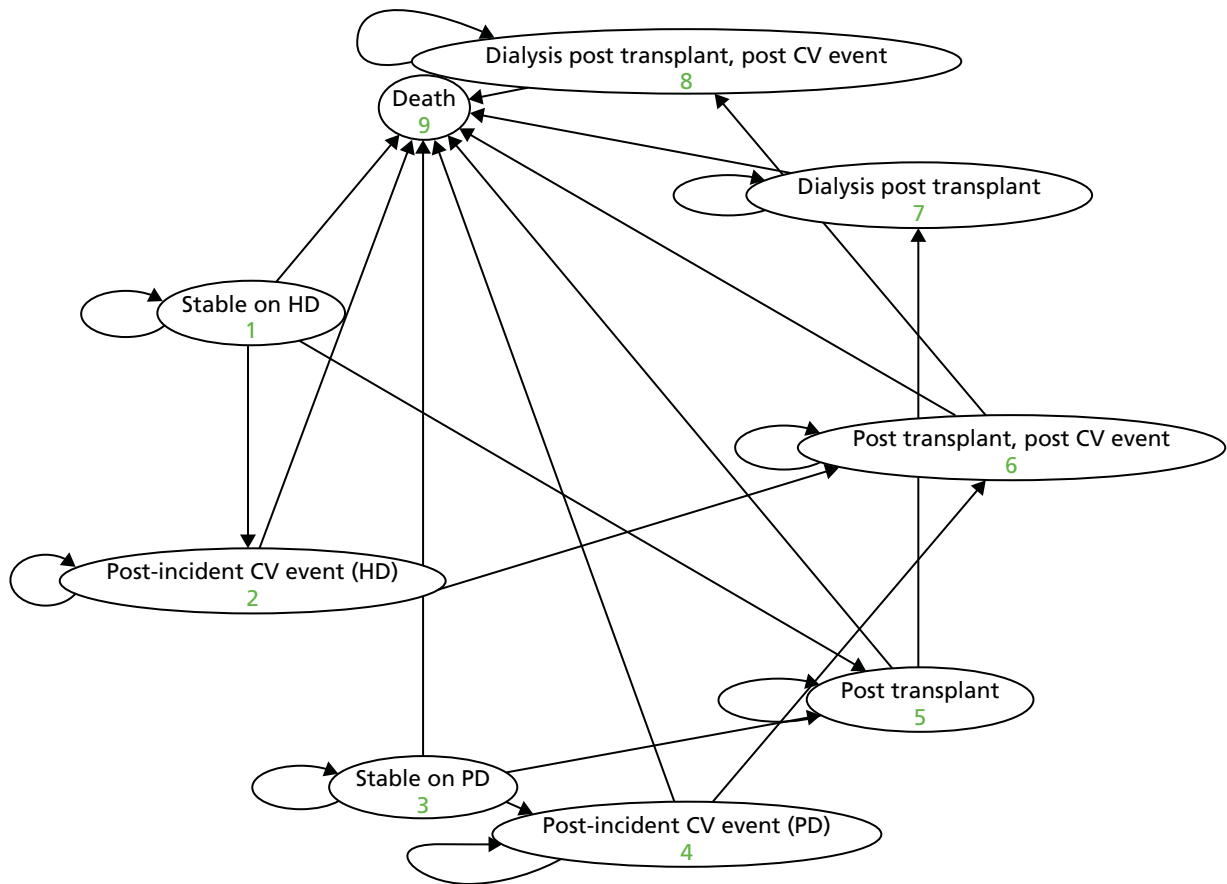 Dialysis post transplant, post CV event
8
Death
9
Dialysis post transplant
7
Stable on HD
1
Post transplant, post CV event
6
Post-incident CV event (HD)
2
Post transplant
5
Stable on PD
3
Post-incident CV event (PD)
4